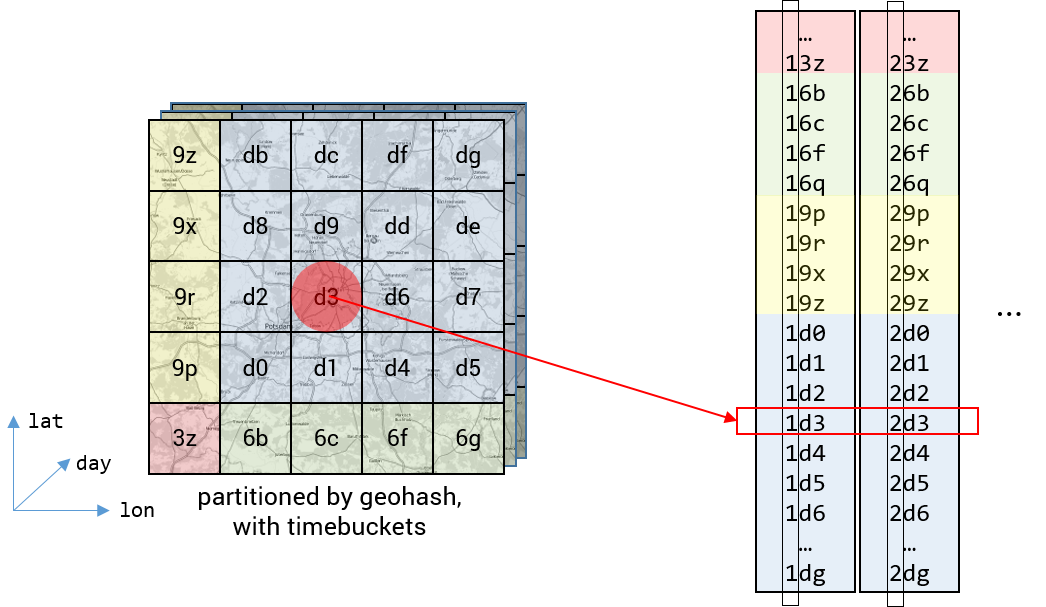 9z db dc df dg
9x d8 d9 dd de
9r d2 d3 d6 d7
Potsdam
9p d0 d1 d4 d5
3z 6b 6c 6f 6g
lat
day
lon
partitioned by geohash,
with timebuckets
… …
13z 23z
16b 26b
16c 26c
16f 26f
16q 26q
19p 29p
19r 29r
19x 29x
19z 29z
1d0 2d0
1d1 2d1
1d2 2d2
1d3 2d3
1d4 2d4
1d5 2d5
1d6 2d6
… …
1dg 2dg
...